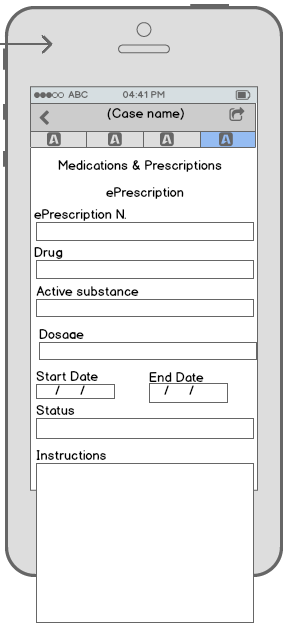 ABC 04:41 PM
(Case name)
A A A A
Medications & Prescriptions
ePrescription
ePrescription N.
Drug
Active substance
Dosage
Start Date End Date
/ / / /
Status
Instructions